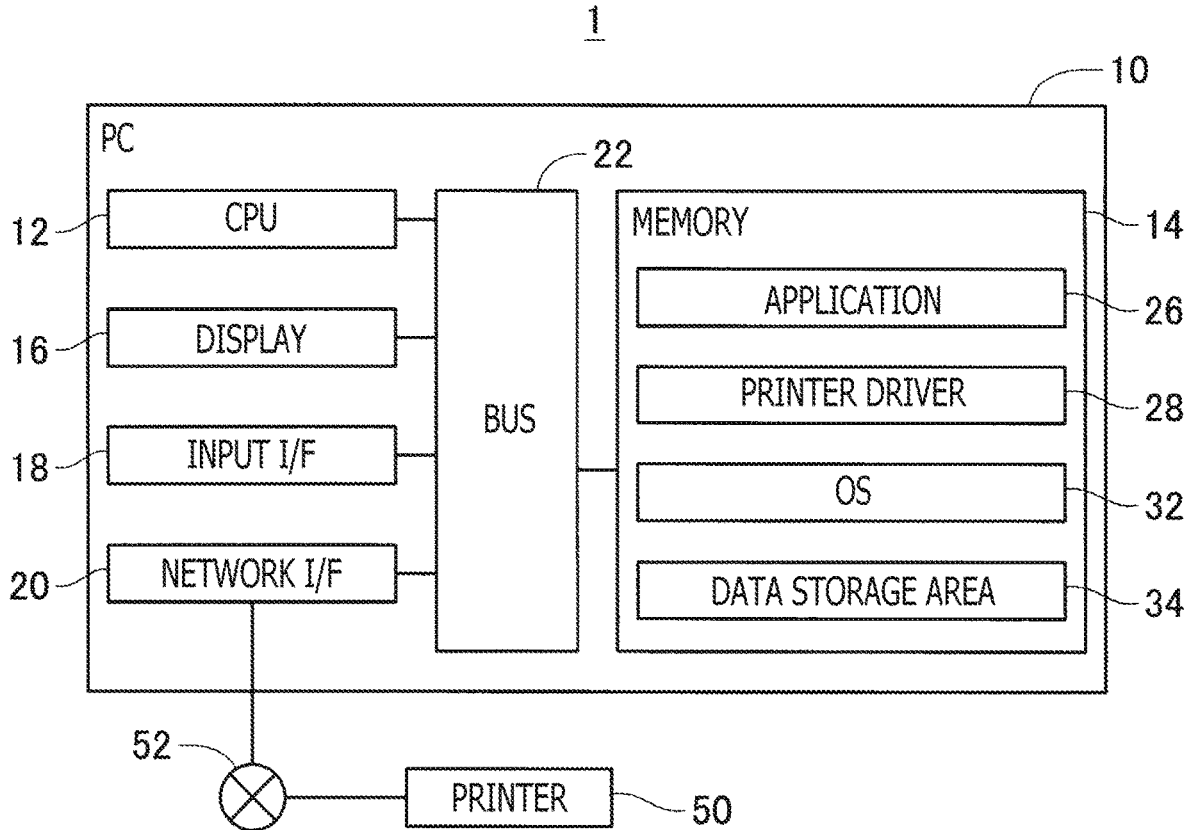 1
10
PC
22
12
CPU
MEMORY
14
APPLICATION
26
16
DISPLAY
PRINTER DRIVER
28
BUS
18
INPUT I/F
OS
32
20
NETWORK I/F
DATA STORAGE AREA
34
52
PRINTER
50